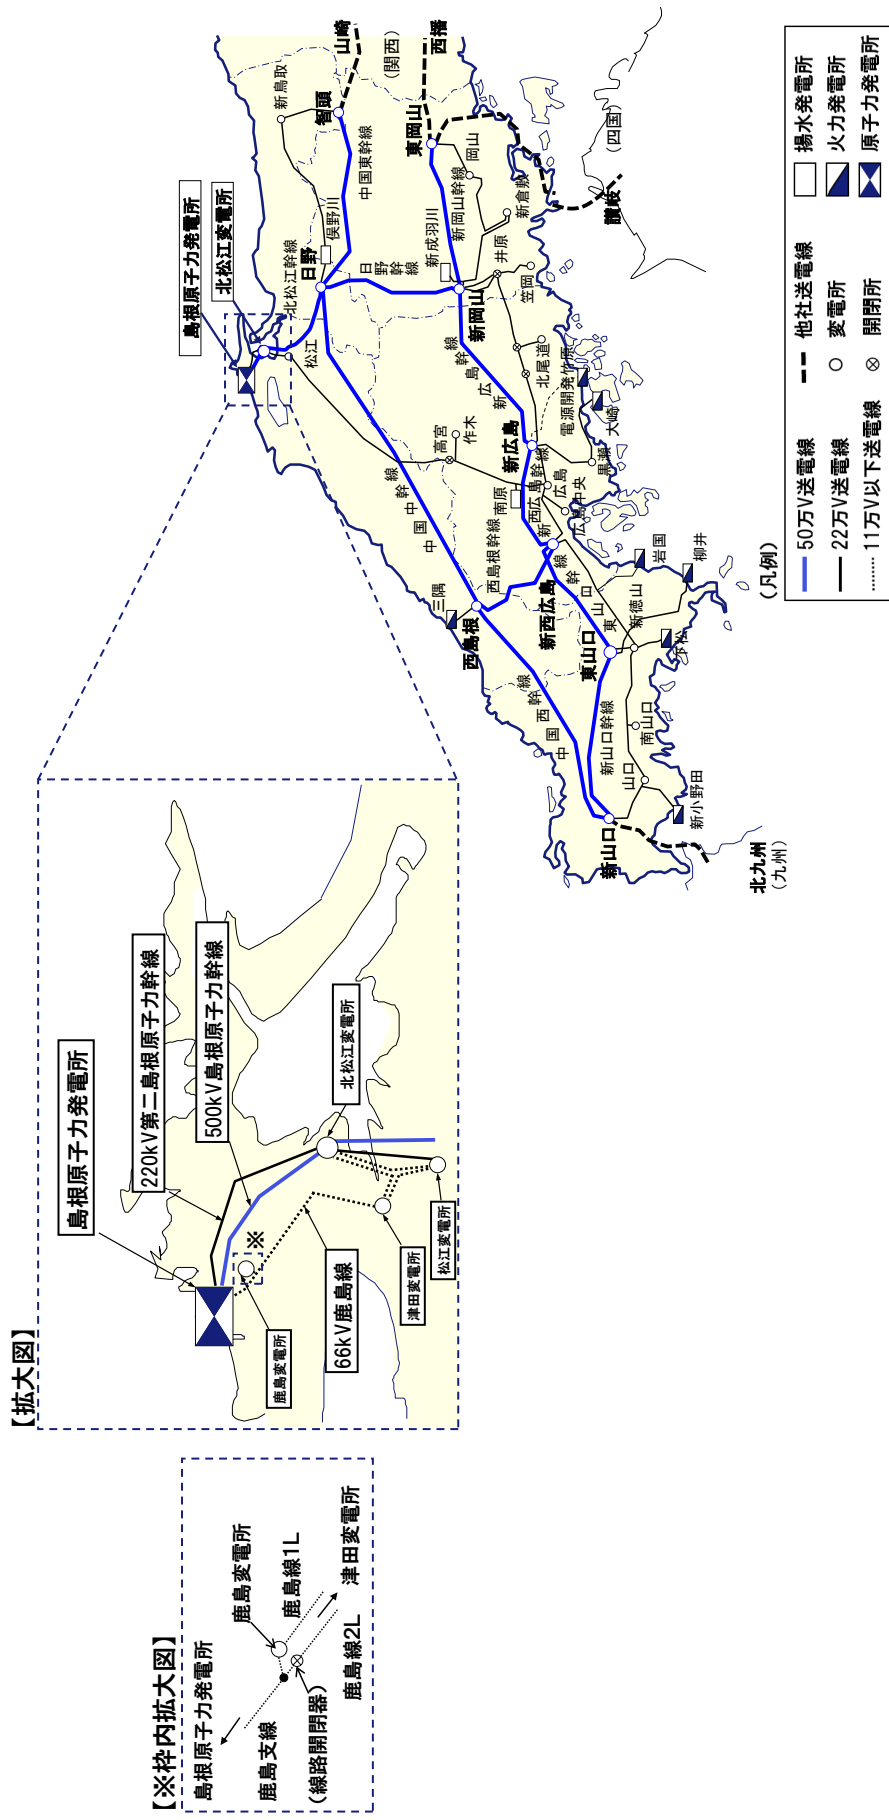 【※枠内拡大図】
島根原子力発電所
鹿島変電所
鹿島線1L
津田変電所
鹿島支線
(線路開閉器)
鹿島線2L
【拡大図】
島根原子力発電所
220kV第二島根原子力幹線
500kV島根原子力幹線
北松江変電所
※
鹿島変電所
66kV鹿島線
津田変電所
松江変電所
島根原子力発電所
北松江変電所
北松江幹線
松江
日野
俣野川
新鳥取
智頭
山崎
(関西)
西播
中国東幹線
日野幹線
東岡山
岡山
新岡山幹線
新成羽川
新倉敷
井原
笠岡
新岡山
讃岐
(四国)
新広島幹線
北尾道
電源開発竹原
大崎
黒瀬
新広島
高宮
作木
中国中幹線
南原
新西広島幹線
広島
広島中央
西島根幹線
三隅
西島根
新西広島
東山口幹線
岩国
柳井
新徳山
下松
東山口
中国西幹線
新山口幹線
南山口
山口
新小野田
新山口
北九州
(九州)
(凡例)
50万V送電線
他社送電線
揚水発電所
22万V送電線
変電所
火力発電所
11万V以下送電線
開閉所
原子力発電所